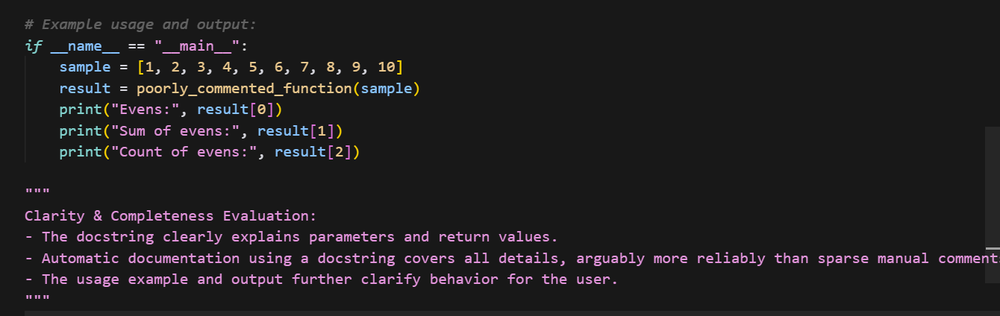 # Example usage and output:
if __name__ == "__main__":
    sample = [1, 2, 3, 4, 5, 6, 7, 8, 9, 10]
    result = poorly_commented_function(sample)
    print("Evens:", result[0])
    print("Sum of evens:", result[1])
    print("Count of evens:", result[2])
"""
Clarity & Completeness Evaluation:
- The docstring clearly explains parameters and return values.
- Automatic documentation using a docstring covers all details, arguably more reliably than sparse manual comment
- The usage example and output further clarify behavior for the user.
"""